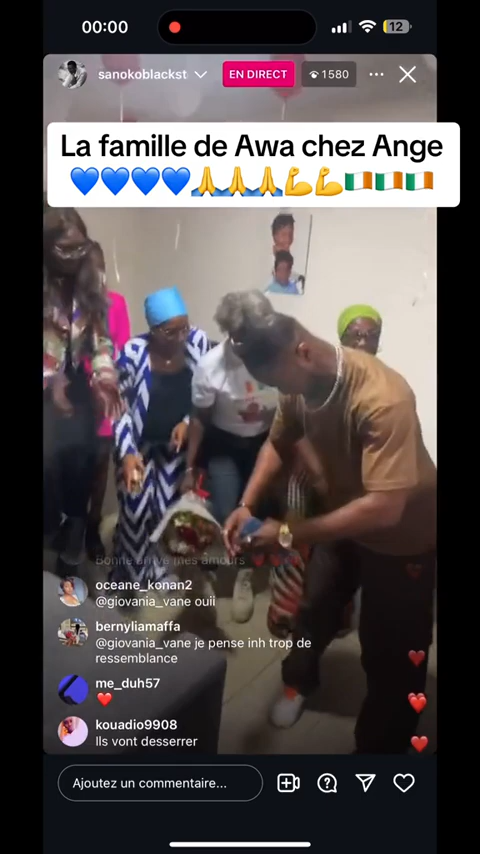 00:00
12
sanokoblackst
EN DIRECT
1580
La famille de Awa chez Ange
💙💙💙💙🙏🙏🙏💪💪🇮🇪🇮🇪🇮🇪
Bonne arrivé mes amours ❤️❤️❤️
oceane_konan2
@giovania_vane ouii
bernyliamaffa
@giovania_vane je pense inh trop de
ressemblance
me_duh57
❤️
kouadio9908
Ils vont desserrer
Ajoutez un commentaire...